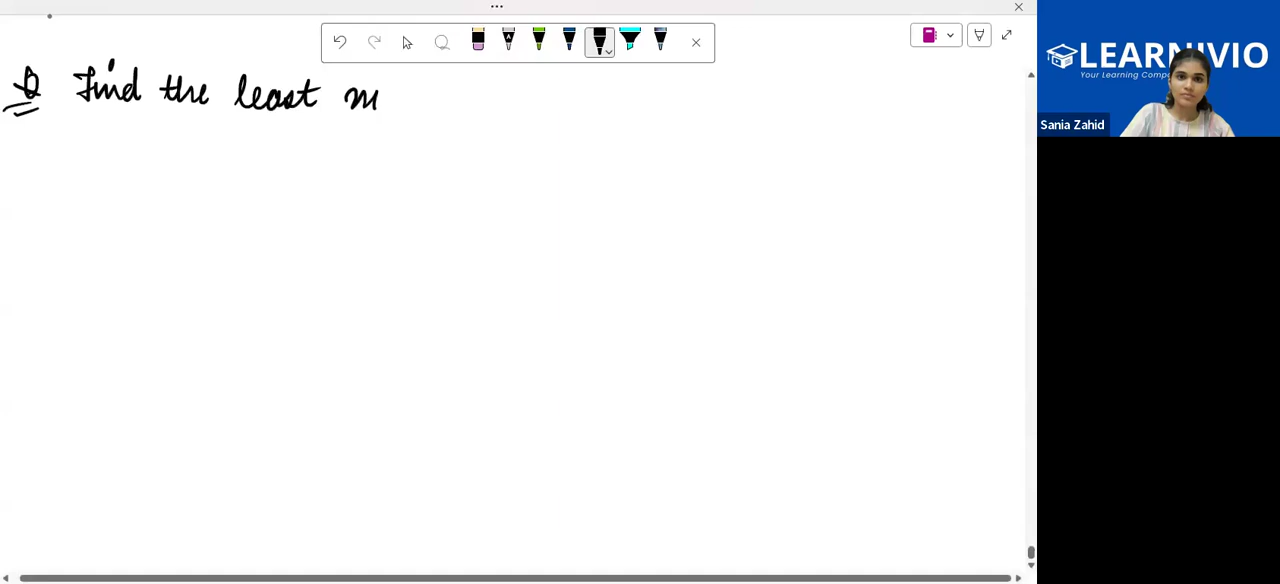 LEARNIVIO
Your Learning Comp
Sania Zahid
Q Find the least m